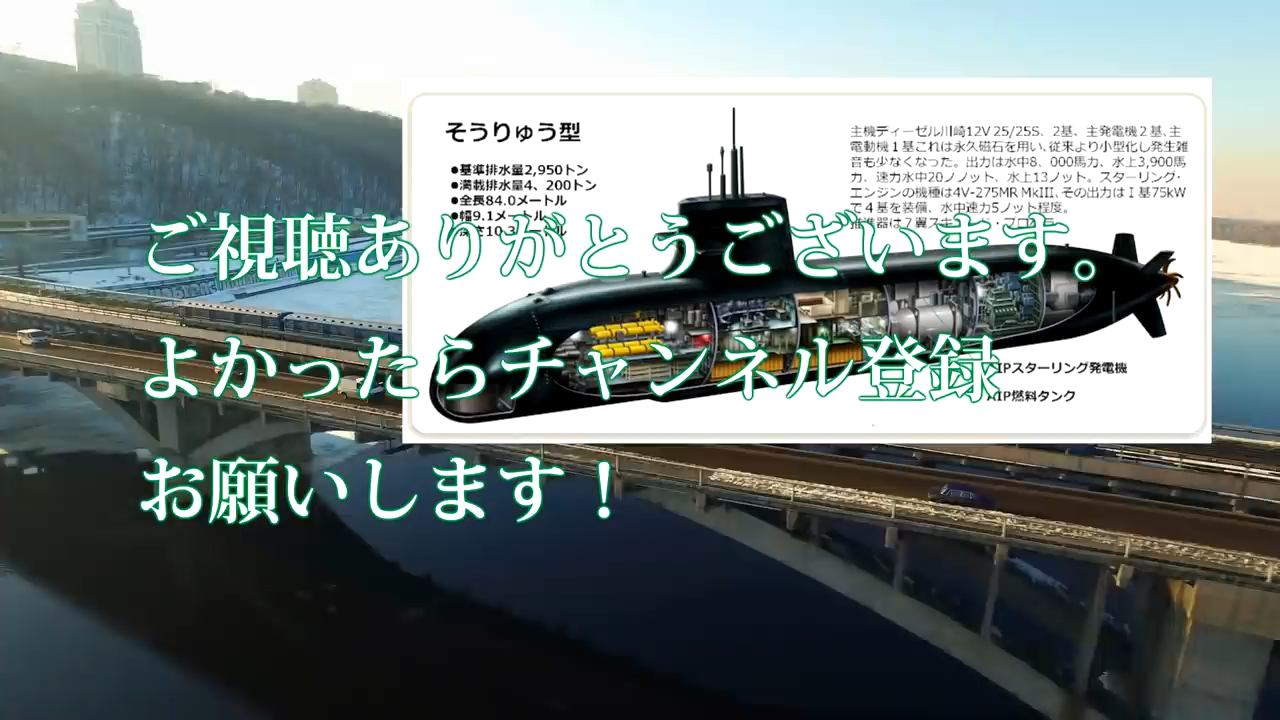 そうりゅう型
●基準排水量2,950トン
●満載排水量4、200トン
●全長84.0メートル
●幅9.1メートル
主機ディーゼル川崎12V 25/25S、2基、主発電機２基、主
電動機１基これは永久磁石を用い、従来より小型化し発生雑
音も少なくなった。出力は水中8、000馬力、水上3,900馬
力、速力水中20ノノット、水上13ノット。スターリング・
エンジンの機種は4V-275MR MkIII、その出力はⅠ基75kW
で４基を装備、水中速力5ノット程度。
ご視聴ありがとうございます。
よかったらチャンネル登録
お願いします！
AIPスターリング発電機
AIP燃料タンク